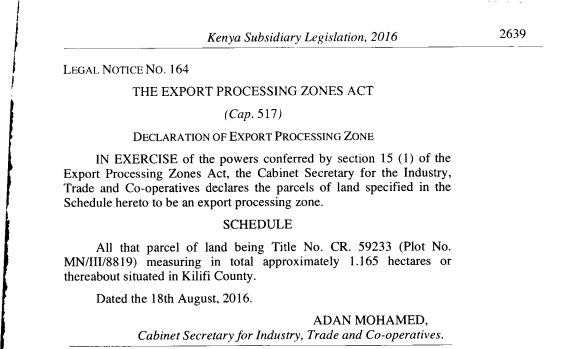 Kenya Subsidiary Legislation, 2016 2639
LEGAL NOTICE NO. 164
THE EXPORT PROCESSING ZONES ACT
(Cap. 517)
DECLARATION OF EXPORT PROCESSING ZONE
IN EXERCISE of the powers conferred by section 15 (1) of the
Export Processing Zones Act, the Cabinet Secretary for the Industry,
Trade and Co-operatives declares the parcels of land specified in the
Schedule hereto to be an export processing zone.
SCHEDULE
All that parcel of land being Title No. CR. 59233 (Plot No.
MN/III/8819) measuring in total approximately 1.165 hectares or
thereabout situated in Kilifi County.
Dated the 18th August, 2016.
ADAN MOHAMED,
Cabinet Secretary for Industry, Trade and Co-operatives.